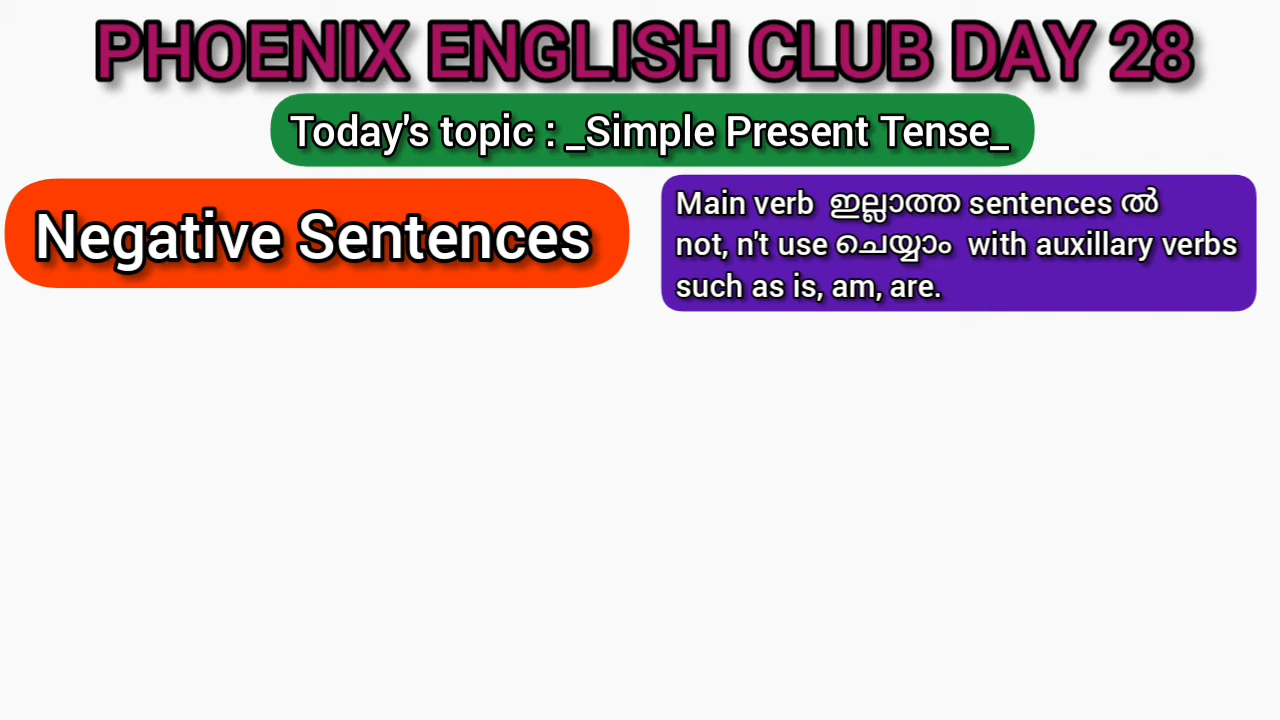 PHOENIX ENGLISH CLUB DAY 28
Today's topic : _Simple Present Tense_
Negative Sentences
Main verb ഇല്ലാത്ത sentences ൽ
not, n't use ചെയ്യാം with auxillary verbs
such as is, am, are.